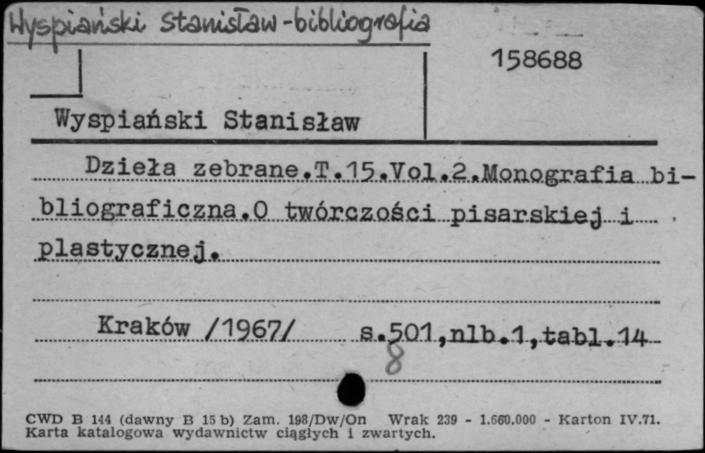 Wyspiański Stanisław - bibliografia
158688
Wyspiański Stanisław
Dzieła zebrane.T.15.Vol.2.Monografia bi-
bliograficzna.O twórczości pisarskiej i
plastycznej.
Kraków /1967/ s.501,nlb.1,tabl.14
8
CWD B 144 (dawny B 15 b) Zam. 198/Dw/On Wrak 239 - 1.660.000 - Karton IV.71.
Karta katalogowa wydawnictw ciągłych i zwartych.